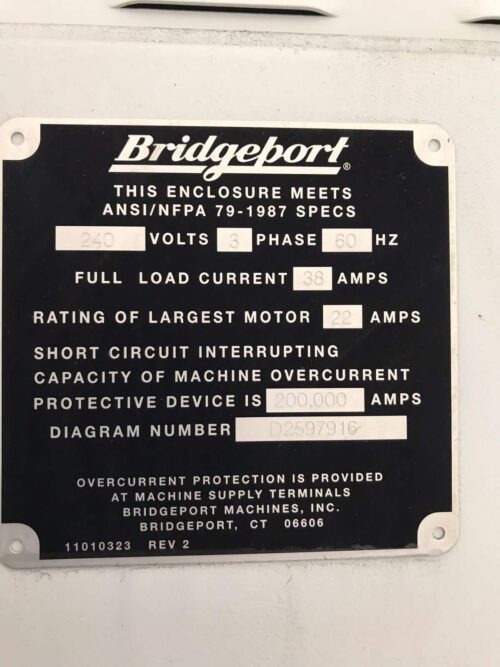 Bridgeport®
THIS ENCLOSURE MEETS
ANSI/NFPA 79-1987 SPECS
240 VOLTS 3 PHASE 60 HZ
FULL LOAD CURRENT 38 AMPS
RATING OF LARGEST MOTOR 22 AMPS
SHORT CIRCUIT INTERRUPTING
CAPACITY OF MACHINE OVERCURRENT
PROTECTIVE DEVICE IS 200,000 AMPS
DIAGRAM NUMBER D2597916
OVERCURRENT PROTECTION IS PROVIDED
AT MACHINE SUPPLY TERMINALS
BRIDGEPORT MACHINES, INC.
BRIDGEPORT, CT 06606
11010323 REV 2